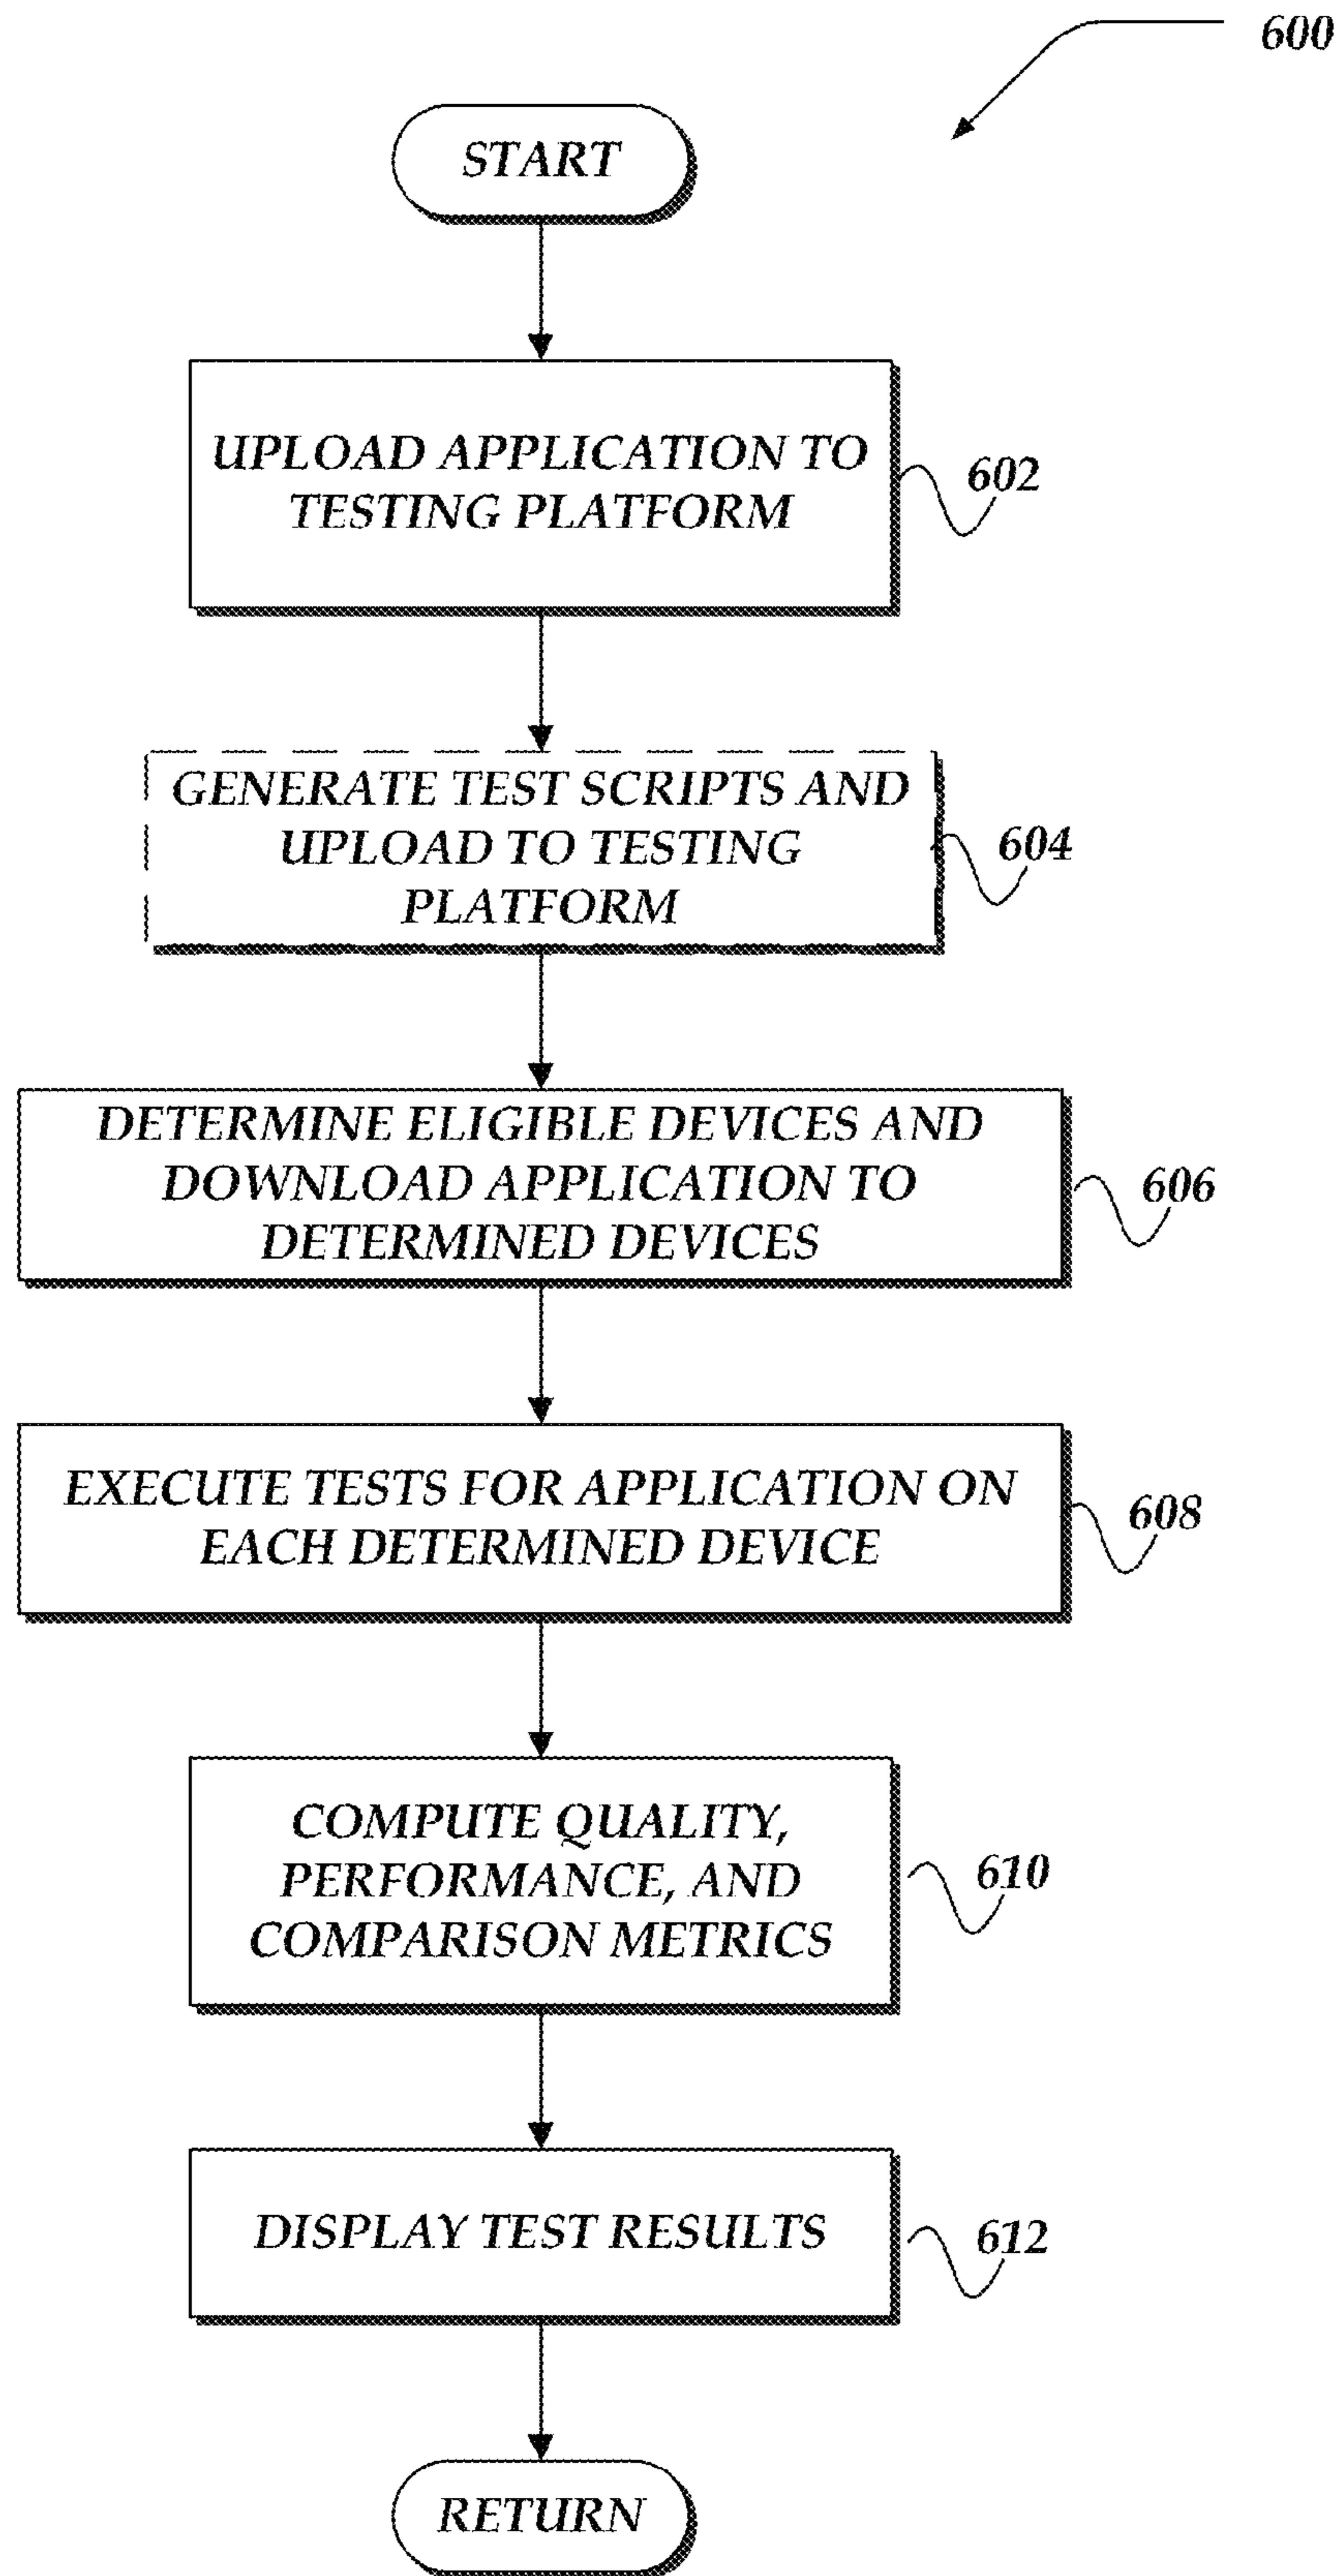 600
START
UPLOAD APPLICATION TO
TESTING PLATFORM
602
GENERATE TEST SCRIPTS AND
UPLOAD TO TESTING
PLATFORM
604
DETERMINE ELIGIBLE DEVICES AND
DOWNLOAD APPLICATION TO
DETERMINED DEVICES
606
EXECUTE TESTS FOR APPLICATION ON
EACH DETERMINED DEVICE
608
COMPUTE QUALITY,
PERFORMANCE, AND
COMPARISON METRICS
610
DISPLAY TEST RESULTS
612
RETURN